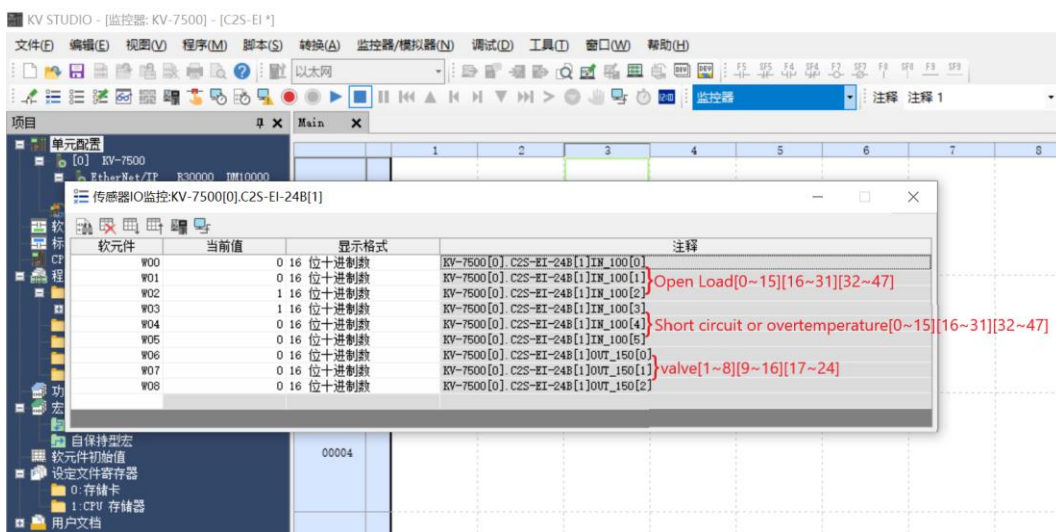 KV STUDIO - [监控器: KV-7500] - [C2S-EI *]
文件(F) 编辑(E) 视图(V) 程序(M) 脚本(S) 转换(A) 监控器/模拟器(N) 调试(D) 工具(T) 窗口(W) 帮助(H)
以太网
监控器 注释 注释 1
项目 Main
单元配置
1 2 3 4 5 6 7 8
[0] KV-7500
EtherNet/IP R30000 DM10000
传感器IO监控:KV-7500[0].C2S-EI-24B[1]
软元件 当前值 显示格式 注释
W00 0 16 位十进制数 KV-7500[0].C2S-EI-24B[1]IN_100[0]
W01 0 16 位十进制数 KV-7500[0].C2S-EI-24B[1]IN_100[1]
Open Load[0~15][16~31][32~47]
W02 1 16 位十进制数 KV-7500[0].C2S-EI-24B[1]IN_100[2]
W03 1 16 位十进制数 KV-7500[0].C2S-EI-24B[1]IN_100[3]
W04 0 16 位十进制数 KV-7500[0].C2S-EI-24B[1]IN_100[4]
Short circuit or overtemperature[0~15][16~31][32~47]
W05 0 16 位十进制数 KV-7500[0].C2S-EI-24B[1]IN_100[5]
W06 0 16 位十进制数 KV-7500[0].C2S-EI-24B[1]OUT_150[0]
W07 0 16 位十进制数 KV-7500[0].C2S-EI-24B[1]OUT_150[1]
valve[1~8][9~16][17~24]
W08 0 16 位十进制数 KV-7500[0].C2S-EI-24B[1]OUT_150[2]
软
标
CP
程
功
宏
自保持型宏
软元件初始值
00004
设定文件寄存器
0:存储卡
1:CPU 存储器
用户文档